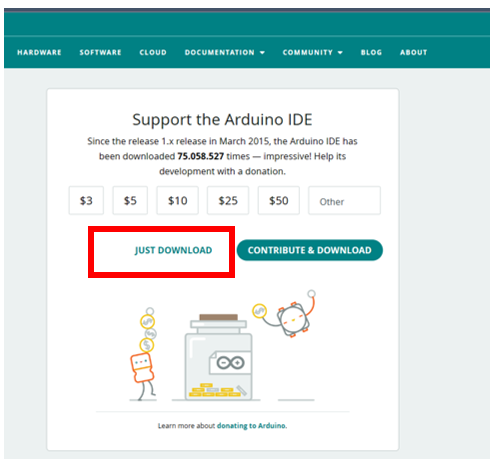 HARDWARE SOFTWARE CLOUD DOCUMENTATION COMMUNITY BLOG ABOUT
Support the Arduino IDE
Since the release 1.x release in March 2015, the Arduino IDE has
been downloaded 75.058.527 times — impressive! Help its
development with a donation.
$3 $5 $10 $25 $50 Other
JUST DOWNLOAD CONTRIBUTE & DOWNLOAD
Learn more about donating to Arduino.